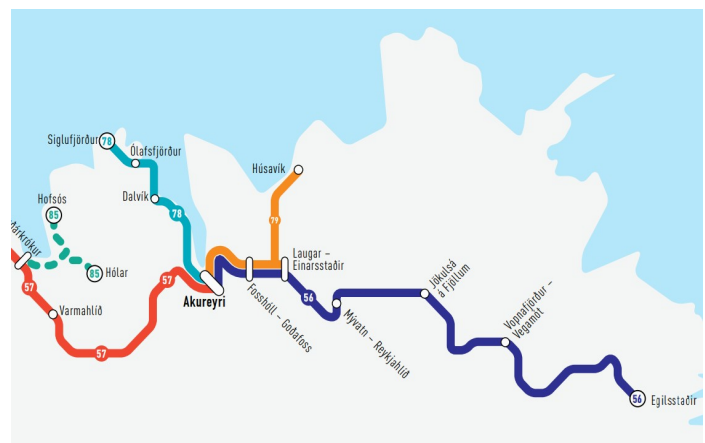 Siglufjörður
78
Ólafsfjörður
Húsavík
Hofsós
85
Dalvík
78
79
85
Hólar
Laugar –
Einarsstaðir
57
57
Akureyri
Fosshóll – Goðafoss
56
Mývatn – Reykjahlíð
Jökulsá
á Fjöllum
Varmahlíð
57
Vopnafjörður –
Vegamót
56
Egilsstaðir